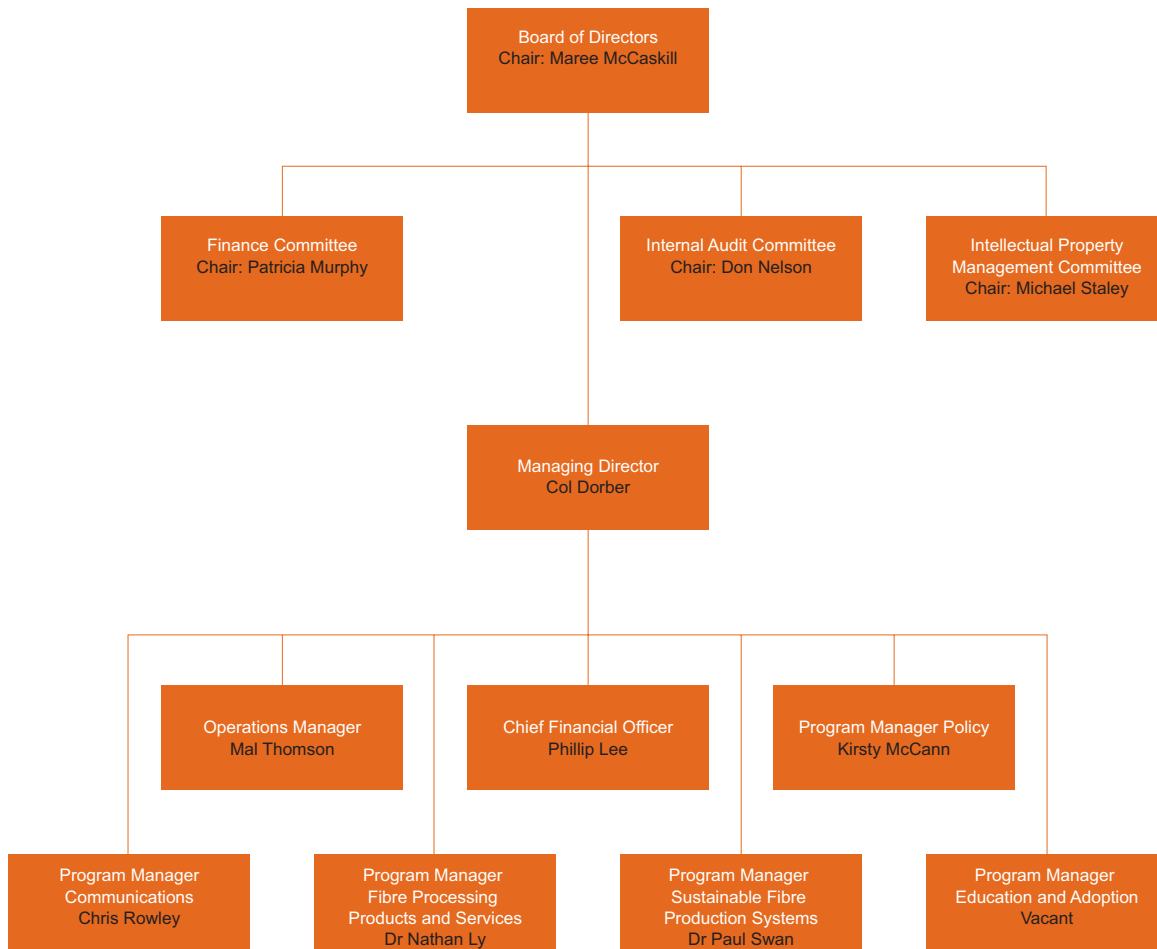 Board of Directors
Chair: Maree McCaskill
Finance Committee
Chair: Patricia Murphy
Internal Audit Committee
Chair: Don Nelson
Intellectual Property
Management Committee
Chair: Michael Staley
Managing Director
Col Dorber
Operations Manager
Mal Thomson
Chief Financial Officer
Phillip Lee
Program Manager Policy
Kirsty McCann
Program Manager
Communications
Chris Rowley
Program Manager
Fibre Processing
Products and Services
Dr Nathan Ly
Program Manager
Sustainable Fibre
Production Systems
Dr Paul Swan
Program Manager
Education and Adoption
Vacant